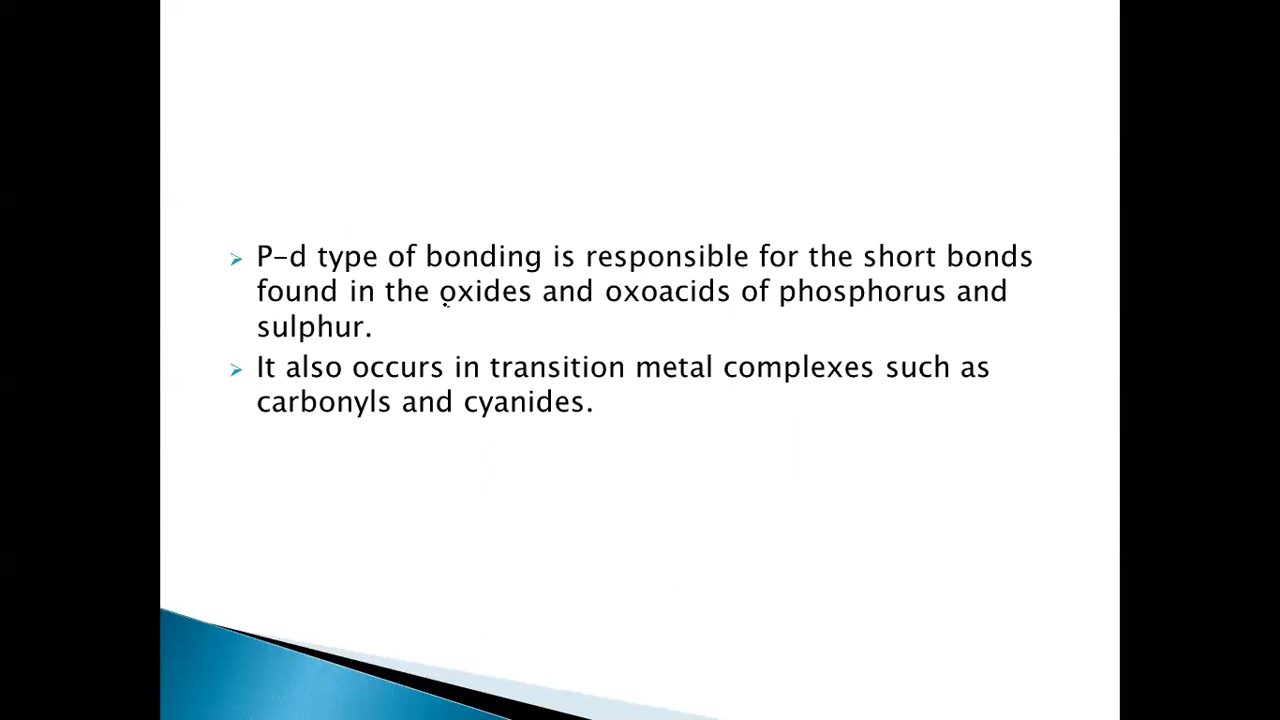 P-d type of bonding is responsible for the short bonds
found in the oxides and oxoacids of phosphorus and
sulphur.
It also occurs in transition metal complexes such as
carbonyls and cyanides.